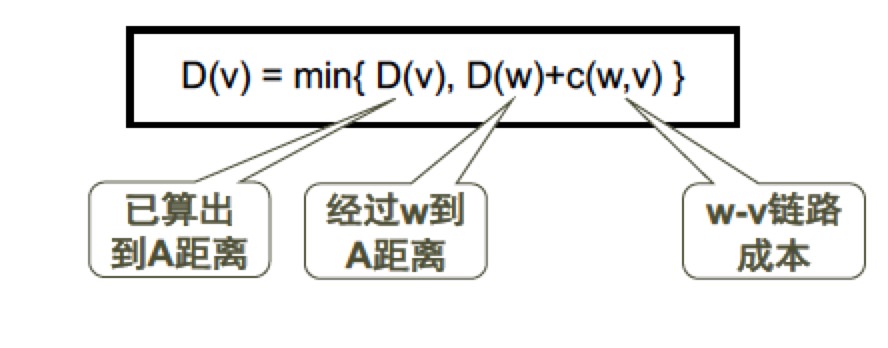 D(v) = min{ D(v), D(w)+c(w,v) }
已算出
到A距离
经过w到
A距离
w-v链路
成本